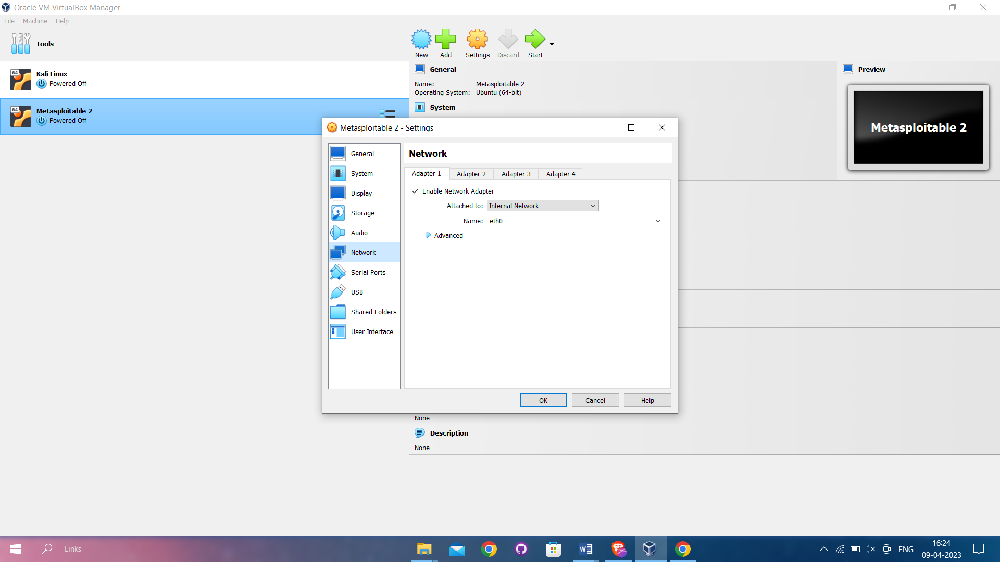 Oracle VM VirtualBox Manager
File Machine Help
Tools
New Add Settings Discard Start
64 Kali Linux
Powered Off
64 Metasploitable 2
Powered Off
General
Name: Metasploitable 2
Operating System: Ubuntu (64-bit)
System
Preview
Metasploitable 2
Metasploitable 2 - Settings
General
System
Display
Storage
Audio
Network
Serial Ports
USB
Shared Folders
User Interface
Network
Adapter 1 Adapter 2 Adapter 3 Adapter 4
Enable Network Adapter
Attached to: Internal Network
Name: eth0
Advanced
OK Cancel Help
None
Description
None
Links
W
ENG
16:24
09-04-2023